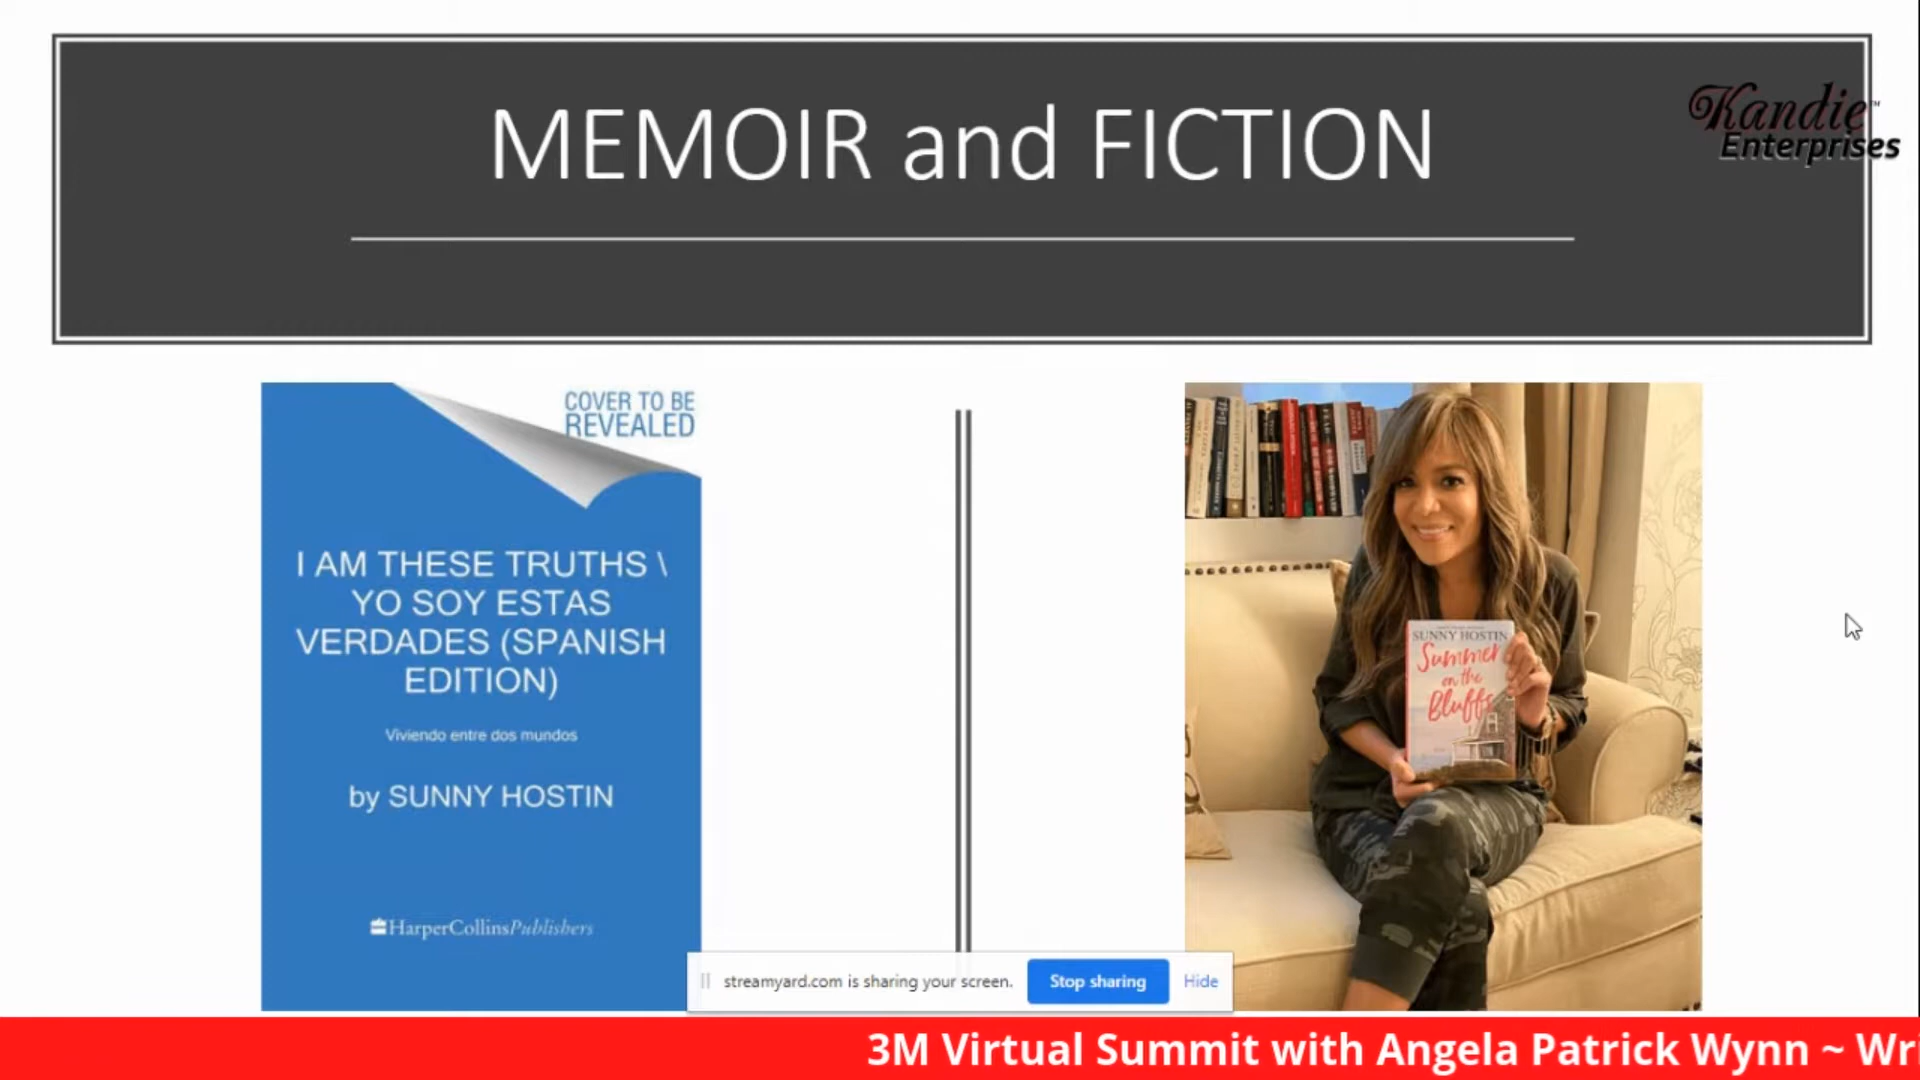 MEMOIR and FICTION
Kandie™
Enterprises
COVER TO BE
REVEALED
I AM THESE TRUTHS \
YO SOY ESTAS
VERDADES (SPANISH
EDITION)
Viviendo entre dos mundos
by SUNNY HOSTIN
HarperCollinsPublishers
SUNNY HOSTIN
Summer
on the
Bluffs
streamyard.com is sharing your screen.
Stop sharing
Hide
3M Virtual Summit with Angela Patrick Wynn ~ Wri